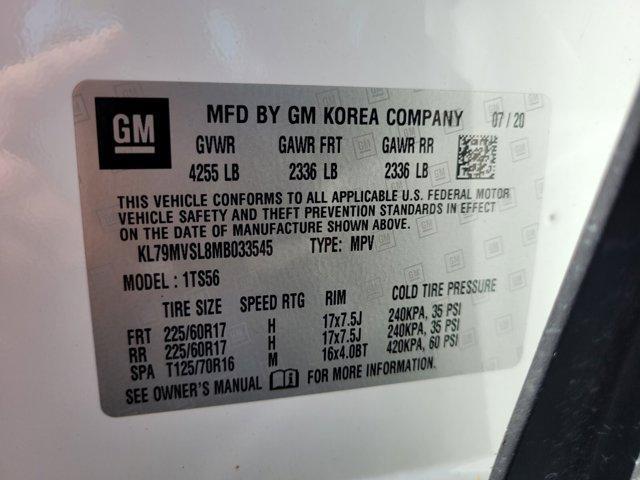 GM
MFD BY GM KOREA COMPANY 07 / 20
GVWR GAWR FRT GAWR RR
4255 LB 2336 LB 2336 LB
THIS VEHICLE CONFORMS TO ALL APPLICABLE U.S. FEDERAL MOTOR
VEHICLE SAFETY AND THEFT PREVENTION STANDARDS IN EFFECT
ON THE DATE OF MANUFACTURE SHOWN ABOVE.
KL79MVSL8MB033545 TYPE: MPV
MODEL : 1TS56
TIRE SIZE SPEED RTG RIM COLD TIRE PRESSURE
FRT 225/60R17 H 17x7.5J 240KPA, 35 PSI
RR 225/60R17 H 17x7.5J 240KPA, 35 PSI
SPA T125/70R16 M 16x4.0BT 420KPA, 60 PSI
SEE OWNER'S MANUAL FOR MORE INFORMATION.